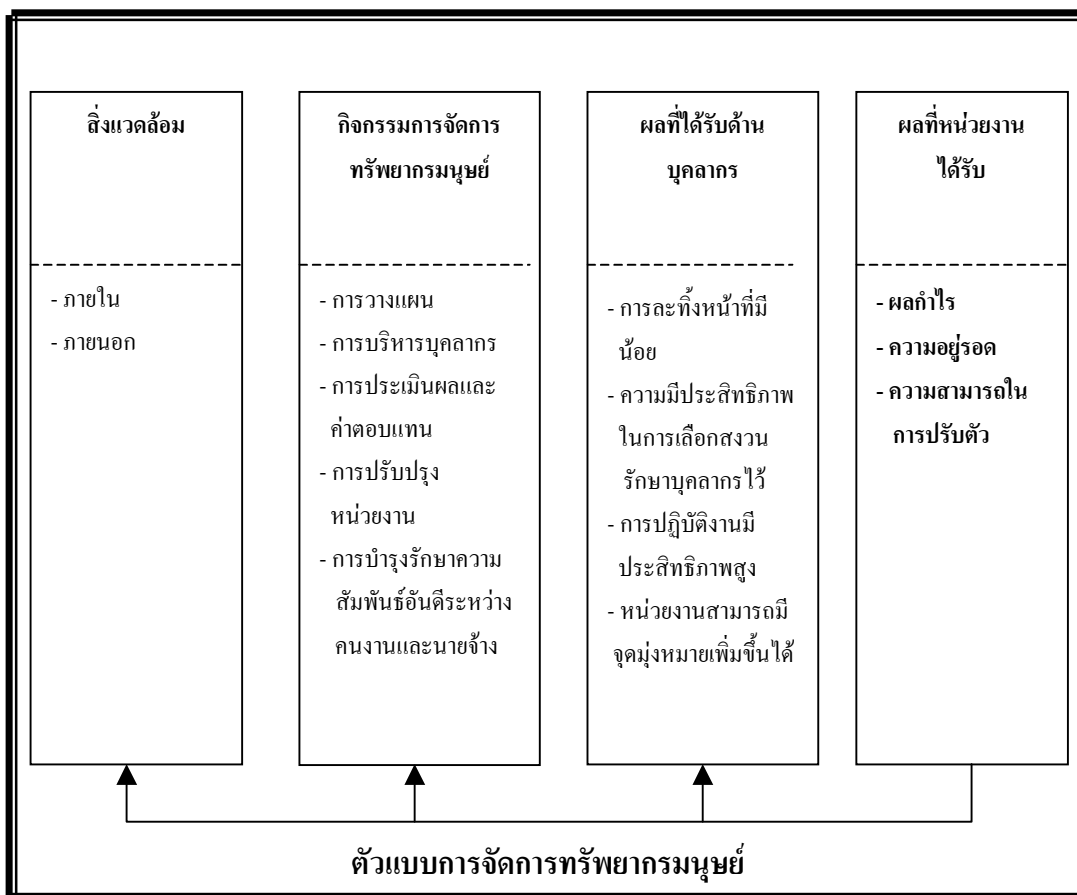 สิ่งแวดล้อม
- ภายใน
- ภายนอก
กิจกรรมการจัดการ
ทรัพยากรมนุษย์
- การวางแผน
- การบริหารบุคลากร
- การประเมินผลและ
ค่าตอบแทน
- การปรับปรุง
หน่วยงาน
- การบำรุงรักษาความ
สัมพันธ์อันดีระหว่าง
คนงานและนายจ้าง
ผลที่ได้รับด้าน
บุคลากร
- การละทิ้งหน้าที่มี
น้อย
- ความมีประสิทธิภาพ
ในการเลือกสงวน
รักษาบุคลากรไว้
- การปฏิบัติงานมี
ประสิทธิภาพสูง
- หน่วยงานสามารถมี
จุดมุ่งหมายเพิ่มขึ้นได้
ผลที่หน่วยงาน
ได้รับ
- ผลกำไร
- ความอยู่รอด
- ความสามารถใน
การปรับตัว
ตัวแบบการจัดการทรัพยากรมนุษย์